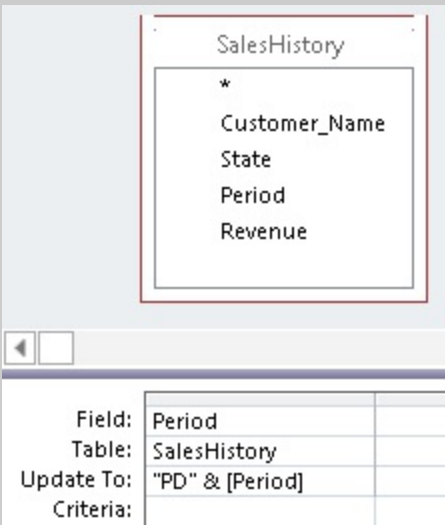 SalesHistory
*
Customer_Name
State
Period
Revenue
Field: Period
Table: SalesHistory
Update To: "PD" & [Period]
Criteria: